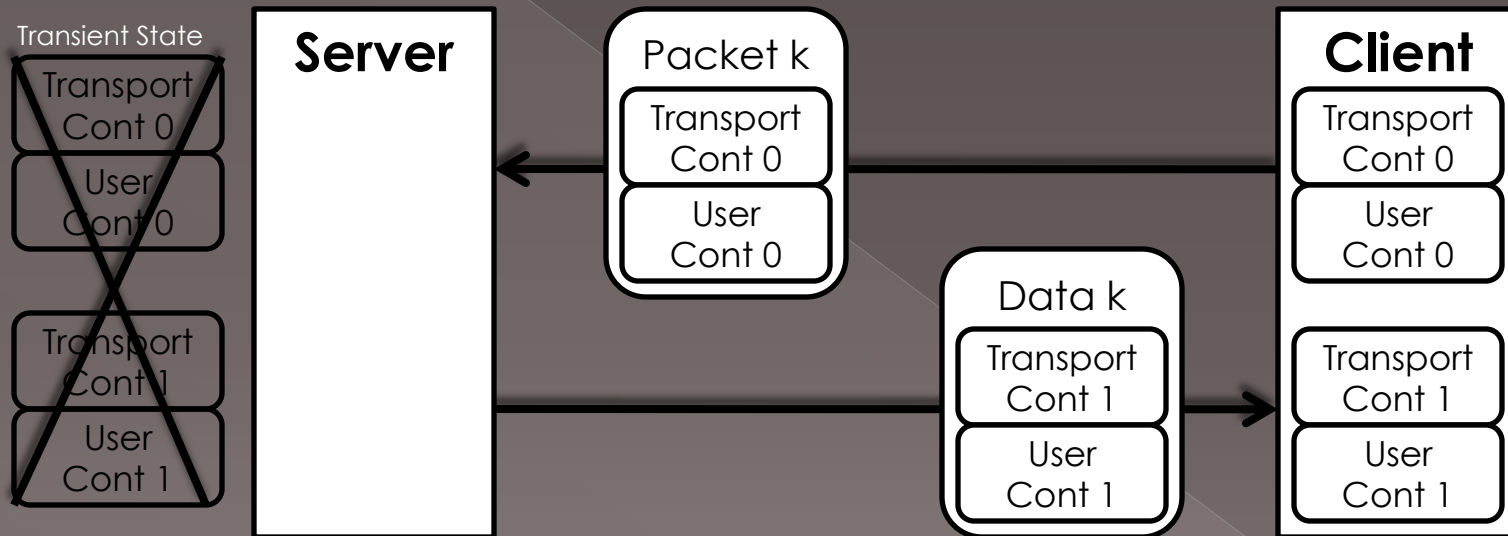 Transient State
Transport
Cont 0
User
Cont 0
Transport
Cont 1
User
Cont 1
Server
Packet k
Transport
Cont 0
User
Cont 0
Data k
Transport
Cont 1
User
Cont 1
Client
Transport
Cont 0
User
Cont 0
Transport
Cont 1
User
Cont 1